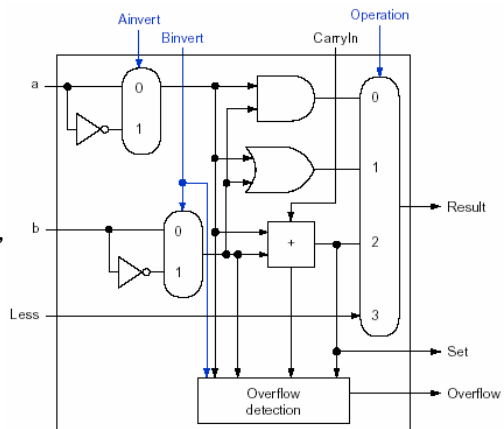 Ainvert
Binvert
CarryIn
Operation
a
0
1
0
1
b
0
1
+
2
Result
Less
3
Set
Overflow
detection
Overflow
,